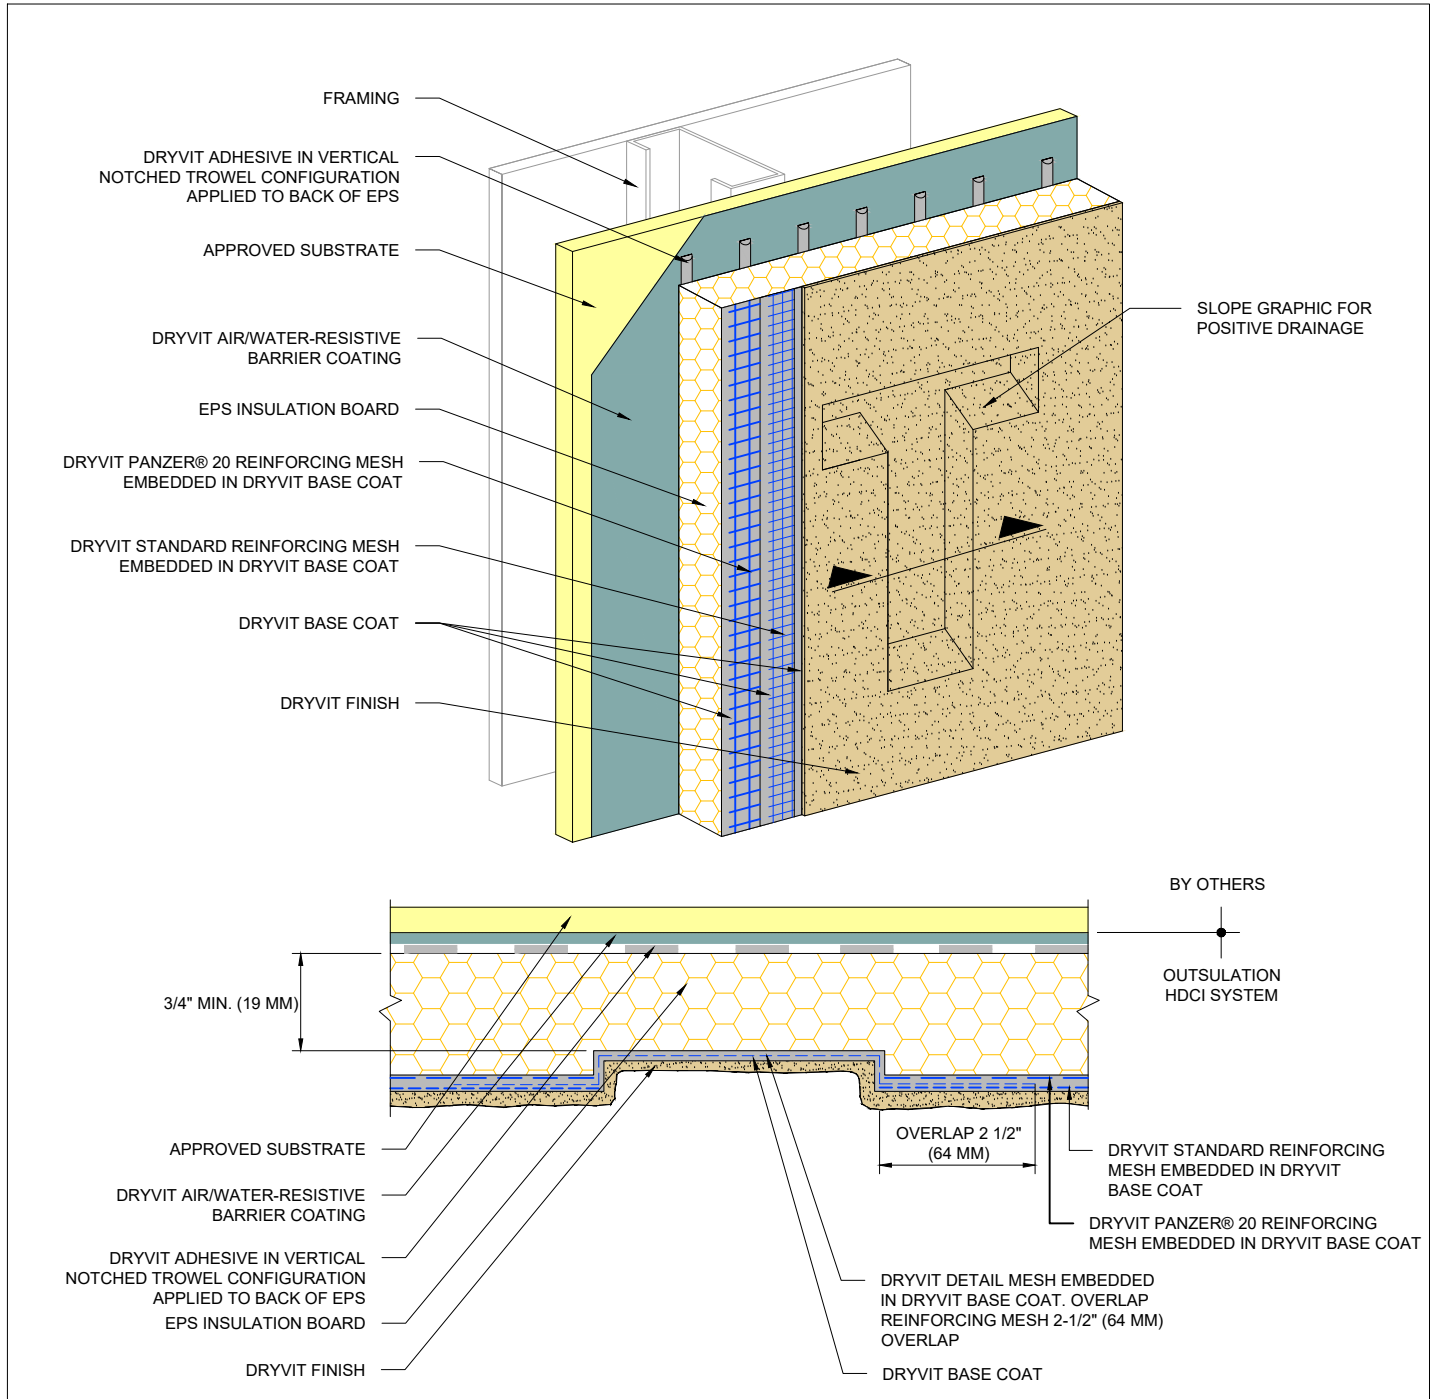 FRAMING
DRYVIT ADHESIVE IN VERTICAL
NOTCHED TROWEL CONFIGURATION
APPLIED TO BACK OF EPS
APPROVED SUBSTRATE
DRYVIT AIR/WATER-RESISTIVE
BARRIER COATING
EPS INSULATION BOARD
DRYVIT PANZER® 20 REINFORCING MESH
EMBEDDED IN DRYVIT BASE COAT
DRYVIT STANDARD REINFORCING MESH
EMBEDDED IN DRYVIT BASE COAT
DRYVIT BASE COAT
DRYVIT FINISH
SLOPE GRAPHIC FOR
POSITIVE DRAINAGE
BY OTHERS
OUTSULATION
HDCI SYSTEM
3/4" MIN. (19 MM)
OVERLAP 2 1/2"
(64 MM)
APPROVED SUBSTRATE
DRYVIT AIR/WATER-RESISTIVE
BARRIER COATING
DRYVIT ADHESIVE IN VERTICAL
NOTCHED TROWEL CONFIGURATION
APPLIED TO BACK OF EPS
EPS INSULATION BOARD
DRYVIT FINISH
DRYVIT STANDARD REINFORCING
MESH EMBEDDED IN DRYVIT
BASE COAT
DRYVIT PANZER® 20 REINFORCING
MESH EMBEDDED IN DRYVIT BASE COAT
DRYVIT DETAIL MESH EMBEDDED
IN DRYVIT BASE COAT. OVERLAP
REINFORCING MESH 2-1/2" (64 MM)
OVERLAP
DRYVIT BASE COAT